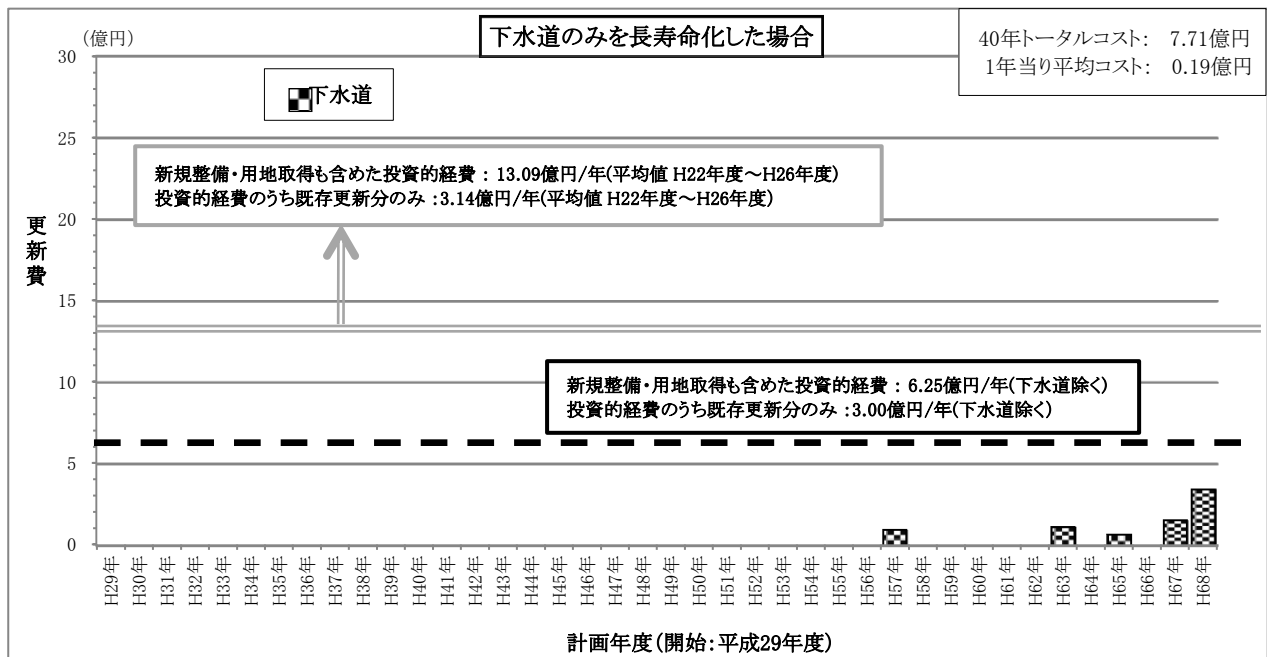 下水道のみを長寿命化した場合
40年トータルコスト： 7.71億円
1年当り平均コスト： 0.19億円
（億円）
30
25
20
15
10
5
0
下水道
新規整備・用地取得も含めた投資的経費 ： 13.09億円/年(平均値 H22年度～H26年度)
投資的経費のうち既存更新分のみ ：3.14億円/年(平均値 H22年度～H26年度)
更新費
新規整備・用地取得も含めた投資的経費 ： 6.25億円/年(下水道除く)
投資的経費のうち既存更新分のみ ：3.00億円/年(下水道除く)
H29年
H30年
H31年
H32年
H33年
H34年
H35年
H36年
H37年
H38年
H39年
H40年
H41年
H42年
H43年
H44年
H45年
H46年
H47年
H48年
H49年
H50年
H51年
H52年
H53年
H54年
H55年
H56年
H57年
H58年
H59年
H60年
H61年
H62年
H63年
H64年
H65年
H66年
H67年
H68年
計画年度（開始：平成29年度）